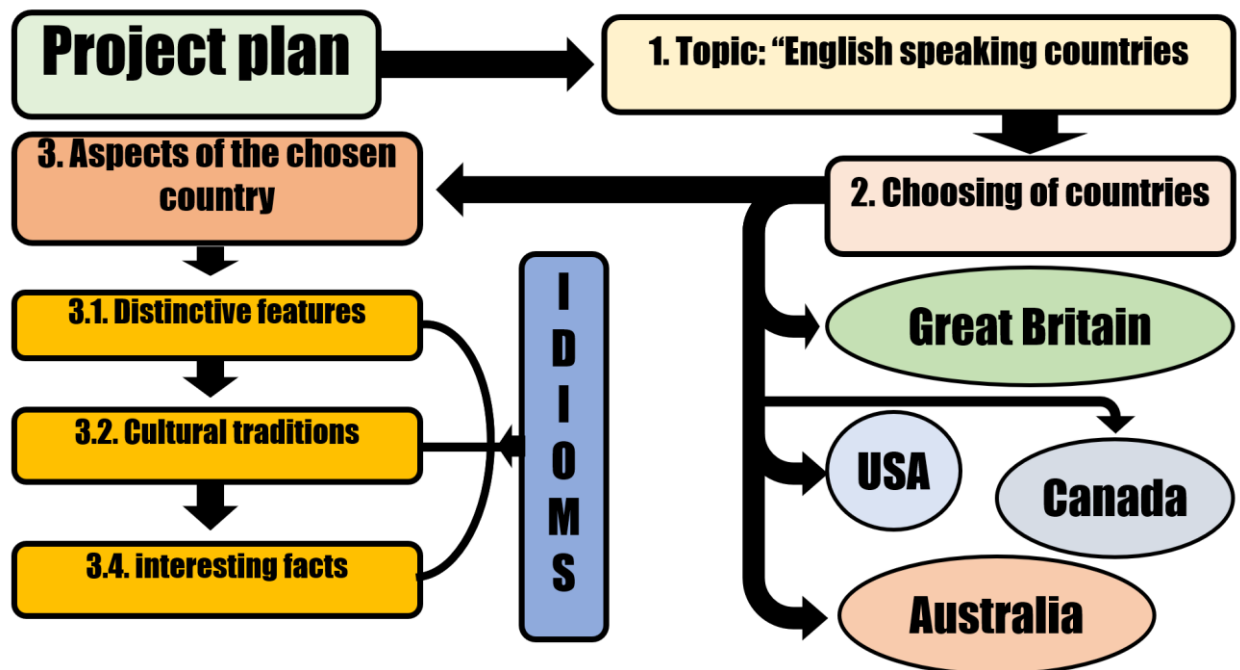 Project plan
1. Topic: “English speaking countries
3. Aspects of the chosen
country
2. Choosing of countries
3.1. Distinctive features
3.2. Cultural traditions
3.4. interesting facts
IDIOMS
Great Britain
USA
Canada
Australia